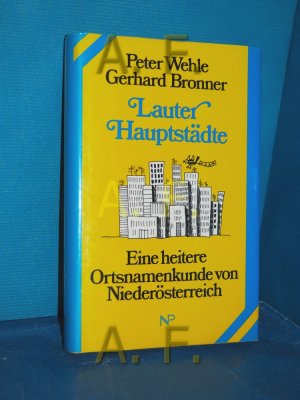 A. F.
Peter Wehle
Gerhard Bronner
Lauter
Hauptstädte
Eine heitere
Ortsnamenkunde von
Niederösterreich
NP
A. F.